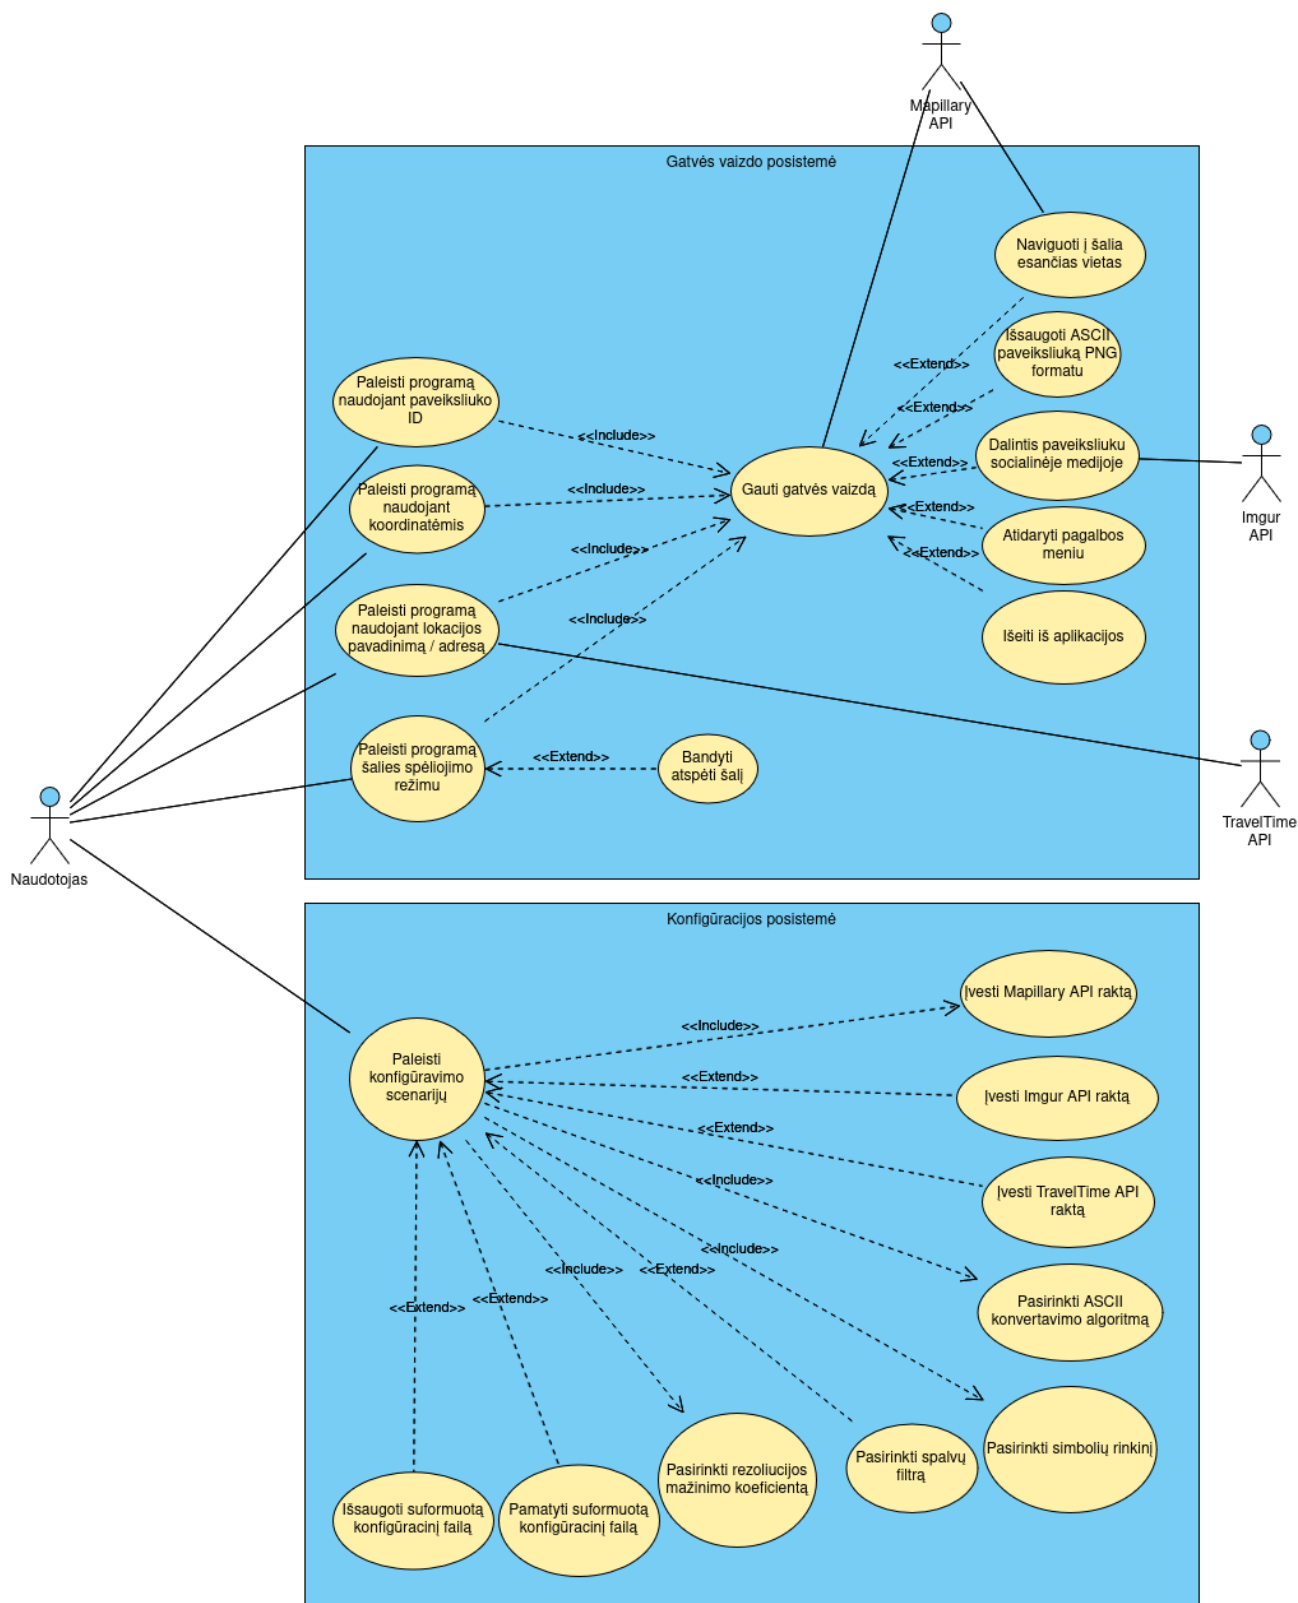 Mapillary
API
Gatvės vaizdo posistemė
Naviguoti į šalia
esančias vietas
Išsaugoti ASCII
paveiksliuką PNG
formatu
<<Extend>>
Paleisti programą
naudojant paveiksliuko
ID
<<Extend>>
<<Include>>
Dalintis paveiksliuku
socialinėje medijoje
<<Extend>>
Imgur
API
Paleisti programą
naudojant
koordinatėmis
<<Include>>
Gauti gatvės vaizdą
<<Extend>>
Atidaryti pagalbos
meniu
<<Include>>
<<Extend>>
Paleisti programą
naudojant lokacijos
pavadinimą / adresą
<<Include>>
Išeiti iš aplikacijos
Paleisti programą
šalies spėliojimo
režimu
<<Extend>>
Bandyti
atspėti šalį
TravelTime
API
Naudotojas
Konfigūracijos posistemė
Įvesti Mapillary API raktą
<<Include>>
Paleisti
konfigūravimo
scenarijų
<<Extend>>
Įvesti Imgur API raktą
<<Extend>>
Įvesti TravelTime API
raktą
<<Include>>
<<Include>>
<<Include>>
<<Extend>>
<<Extend>>
<<Extend>>
Pasirinkti ASCII
konvertavimo algoritmą
Pasirinkti simbolių rinkinį
Pasirinkti spalvų
filtrą
Pasirinkti rezoliucijos
mažinimo koeficientą
Išsaugoti suformuotą
konfigūracinį failą
Pamatyti suformuotą
konfigūracinį failą